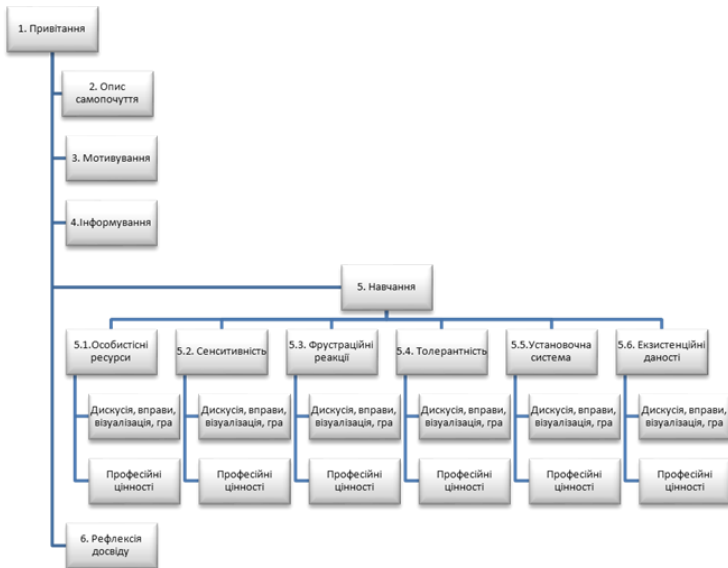 1. Привітання
2. Опис
самопочуття
3. Мотивування
4.Інформування
5. Навчання
5.1.Особистісні
ресурси
5.2. Сенситивність
5.3. Фрустраційні
реакції
5.4. Толерантність
5.5.Установочна
система
5.6. Екзистенційні
даності
Дискусія, вправи,
візуалізація, гра
Дискусія, вправи,
візуалізація, гра
Дискусія, вправи,
візуалізація, гра
Дискусія, вправи,
візуалізація, гра
Дискусія, вправи,
візуалізація, гра
Дискусія, вправи,
візуалізація, гра
Професійні
цінності
Професійні
цінності
Професійні
цінності
Професійні
цінності
Професійні
цінності
Професійні
цінності
6. Рефлексія
досвіду